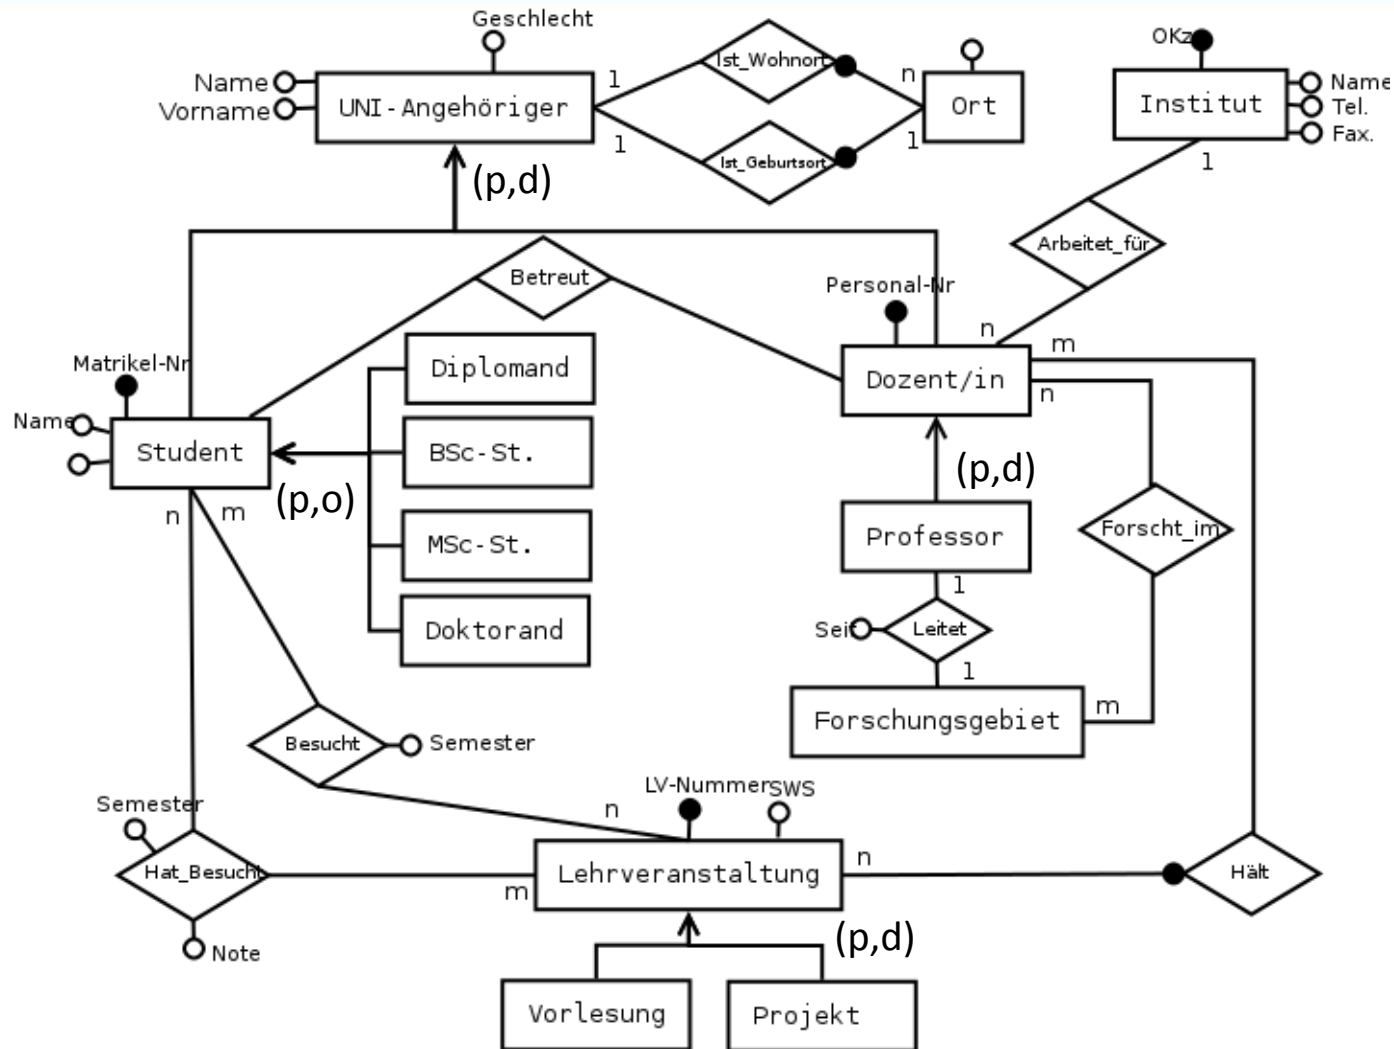 Geschlecht
Name
Vorname
UNI-Angehöriger
1
1
Ist_Wohnort
Ist_Geburtsort
n
1
Ort
OKz
Institut
Name
Tel.
Fax.
1
(p,d)
Arbeitet_für
Betreut
Personal-Nr
n
m
Dozent/in
n
Matrikel-Nr
Name
Student
(p,o)
n
m
Diplomand
BSc-St.
MSc-St.
Doktorand
(p,d)
Professor
Forscht_im
1
Seit
Leitet
1
Forschungsgebiet
m
Besucht
Semester
LV-Nummer
SWS
n
Semester
Hat_Besucht
m
Note
Lehrveranstaltung
n
Hält
(p,d)
Vorlesung
Projekt